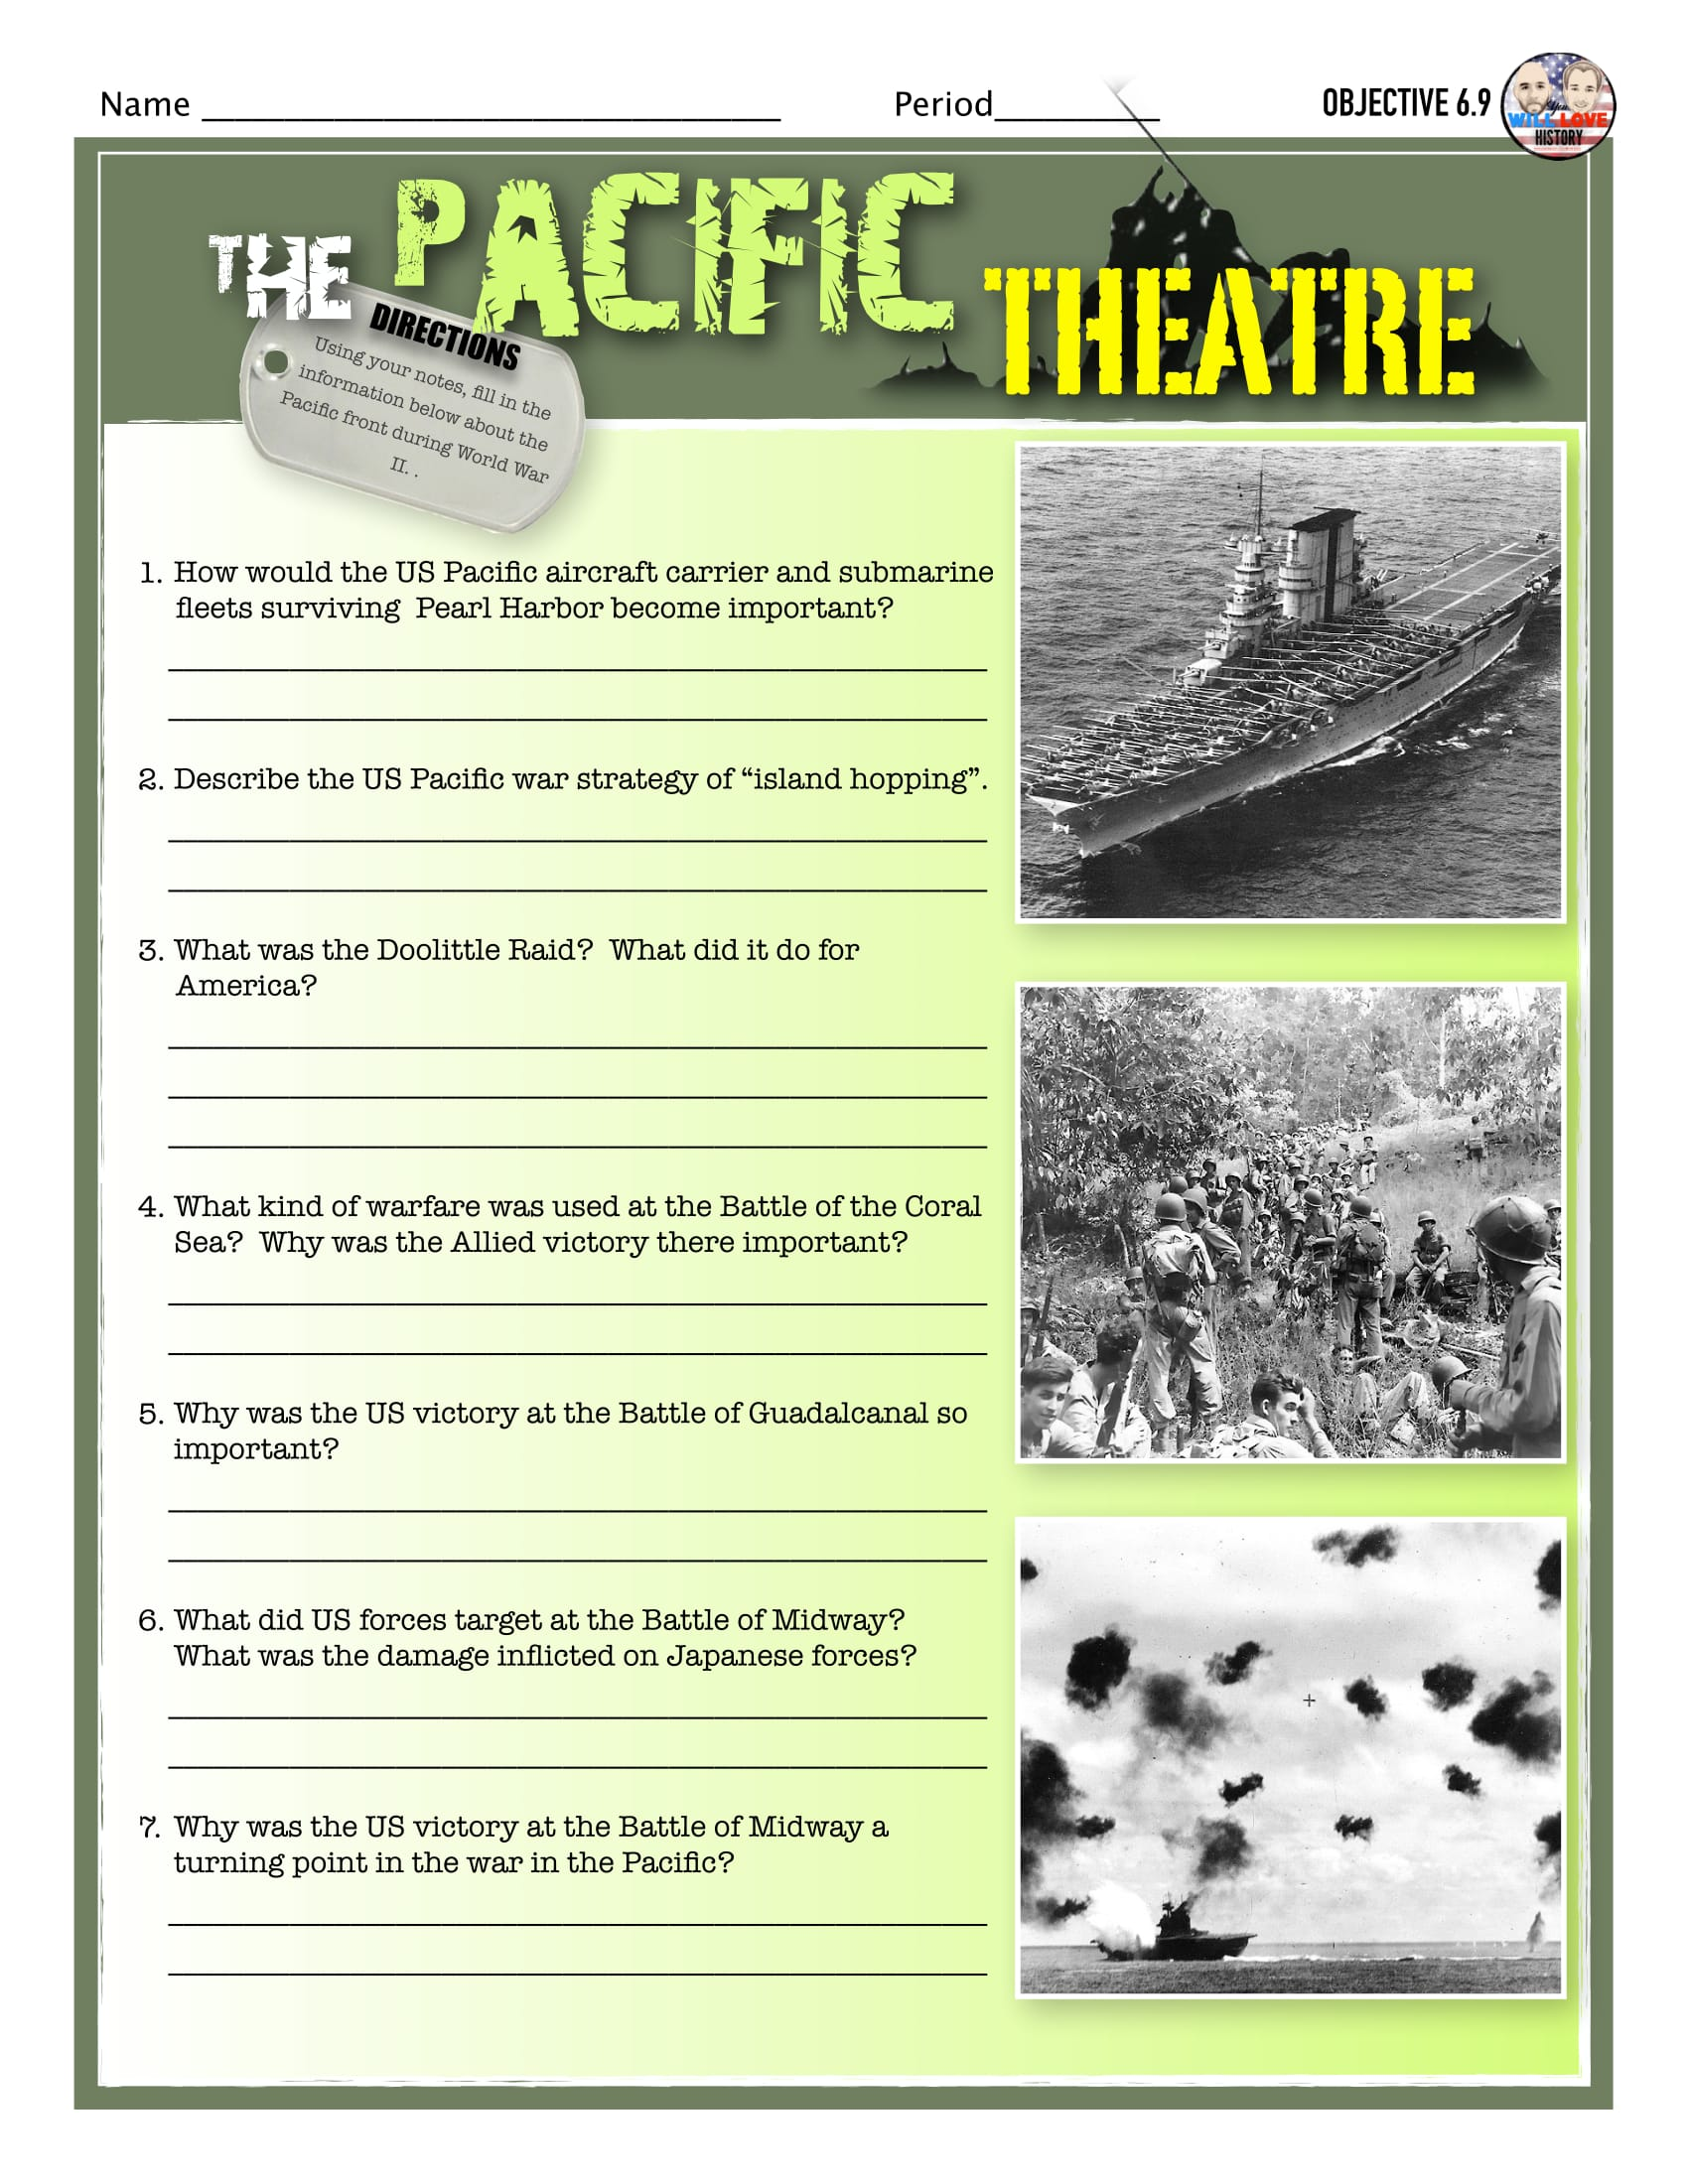 Name ________________________________ Period_________ OBJECTIVE 6.9
You
WILL LOVE
HISTORY
THE PACIFIC THEATRE
DIRECTIONS
Using your notes, fill in the
information below about the
Pacific front during World War
II. .
1. How would the US Pacific aircraft carrier and submarine
fleets surviving  Pearl Harbor become important?
2. Describe the US Pacific war strategy of “island hopping”.
3. What was the Doolittle Raid?  What did it do for
America?
4. What kind of warfare was used at the Battle of the Coral
Sea?  Why was the Allied victory there important?
5. Why was the US victory at the Battle of Guadalcanal so
important?
6. What did US forces target at the Battle of Midway?
What was the damage inflicted on Japanese forces?
7. Why was the US victory at the Battle of Midway a
turning point in the war in the Pacific?